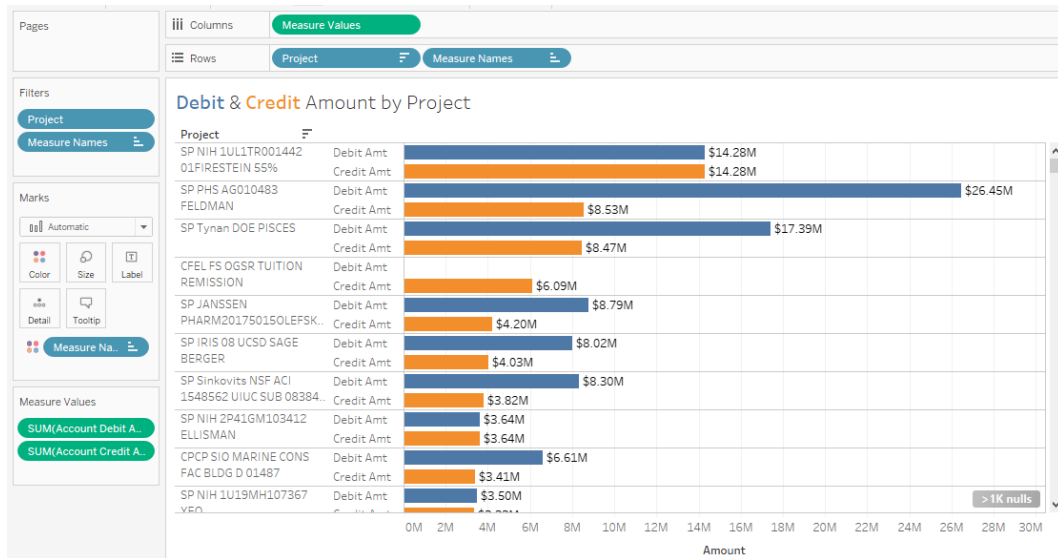 Pages
Columns
Measure Values
Rows
Project
Measure Names
Filters
Project
Measure Names
Marks
Automatic
Color
Size
Label
Detail
Tooltip
Measure Na..
Measure Values
SUM(Account Debit A..
SUM(Account Credit A..
Debit & Credit Amount by Project
Project
SP NIH 1UL1TR001442
01FIRESTEIN 55%
Debit Amt
$14.28M
Credit Amt
$14.28M
SP PHS AG010483
FELDMAN
Debit Amt
$26.45M
Credit Amt
$8.53M
SP Tynan DOE PISCES
Debit Amt
$17.39M
Credit Amt
$8.47M
CFEL FS OGSR TUITION
REMISSION
Debit Amt
Credit Amt
$6.09M
SP JANSSEN
PHARM20175015OLEFSK..
Debit Amt
$8.79M
Credit Amt
$4.20M
SP IRIS 08 UCSD SAGE
BERGER
Debit Amt
$8.02M
Credit Amt
$4.03M
SP Sinkovits NSF ACI
1548562 UIUC SUB 08384..
Debit Amt
$8.30M
Credit Amt
$3.82M
SP NIH 2P41GM103412
ELLISMAN
Debit Amt
$3.64M
Credit Amt
$3.64M
CPCP SIO MARINE CONS
FAC BLDG D 01487
Debit Amt
$6.61M
Credit Amt
$3.41M
SP NIH 1U19MH107367
Debit Amt
$3.50M
Credit Amt
>1K nulls
0M 2M 4M 6M 8M 10M 12M 14M 16M 18M 20M 22M 24M 26M 28M 30M
Amount